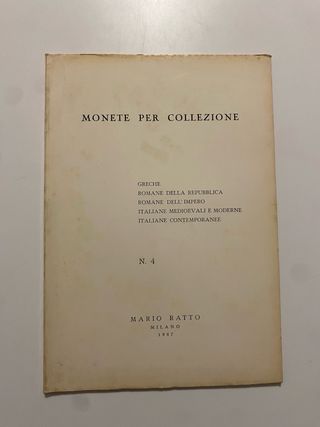 MONETE PER COLLEZIONE
GRECHE
ROMANE DELLA REPUBBLICA
ROMANE DELL'IMPERO
ITALIANE MEDIOEVALI E MODERNE
ITALIANE CONTEMPORANEE
N. 4
MARIO RATTO
MILANO
1967